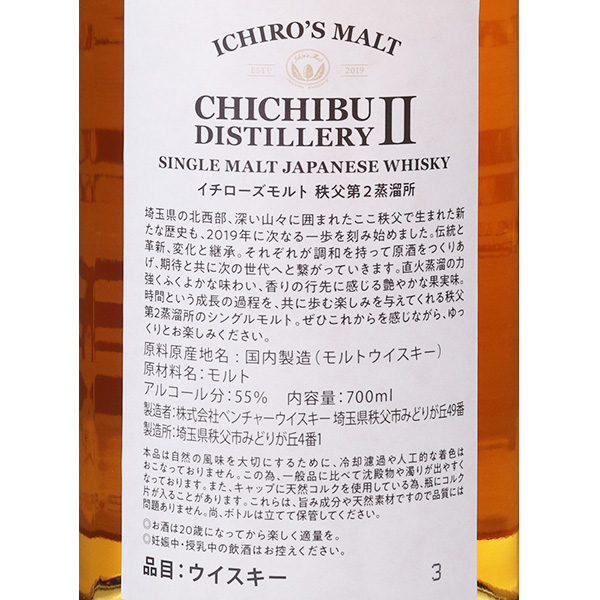 ICHIRO'S MALT
ESTD 2019
CHICHIBU II
DISTILLERY
SINGLE MALT JAPANESE WHISKY
イチローズモルト 秩父第2蒸溜所
埼玉県の北西部、深い山々に囲まれたここ秩父で生まれた新
たな歴史も、2019年に次なる一歩を刻み始めました。伝統と
革新、変化と継承。それぞれが調和を持って原酒をつくりあ
げ、期待と共に次の世代へと繋がっていきます。直火蒸溜の力
強くふくよかな味わい、香りの行先に感じる艶やかな果実味。
時間という成長の過程を、共に歩む楽しみを与えてくれる秩父
第2蒸溜所のシングルモルト。ぜひこれからを感じながら、ゆっ
くりとお楽しみください。
原料原産地名:国内製造(モルトウイスキー)
原材料名:モルト
アルコール分:55% 内容量:700ml
製造者:株式会社ベンチャーウイスキー 埼玉県秩父市みどりが丘49番
製造所:埼玉県秩父市みどりが丘4番1
本品は自然の風味を大切にするために、冷却濾過や人工的な着色は
おこなっておりません。この為、一般品に比べて沈殿物や濁りが出やすく
なっております。また、キャップに天然コルクを使用している為、瓶にコルク
片が入ることがあります。これらは、旨み成分や天然素材ですので品質には
問題ありません。尚、ボトルは立てて保管してください。
◎お酒は20歳になってから楽しく適量を。
◎妊娠中・授乳中の飲酒はお控えください。
品目:ウイスキー 3